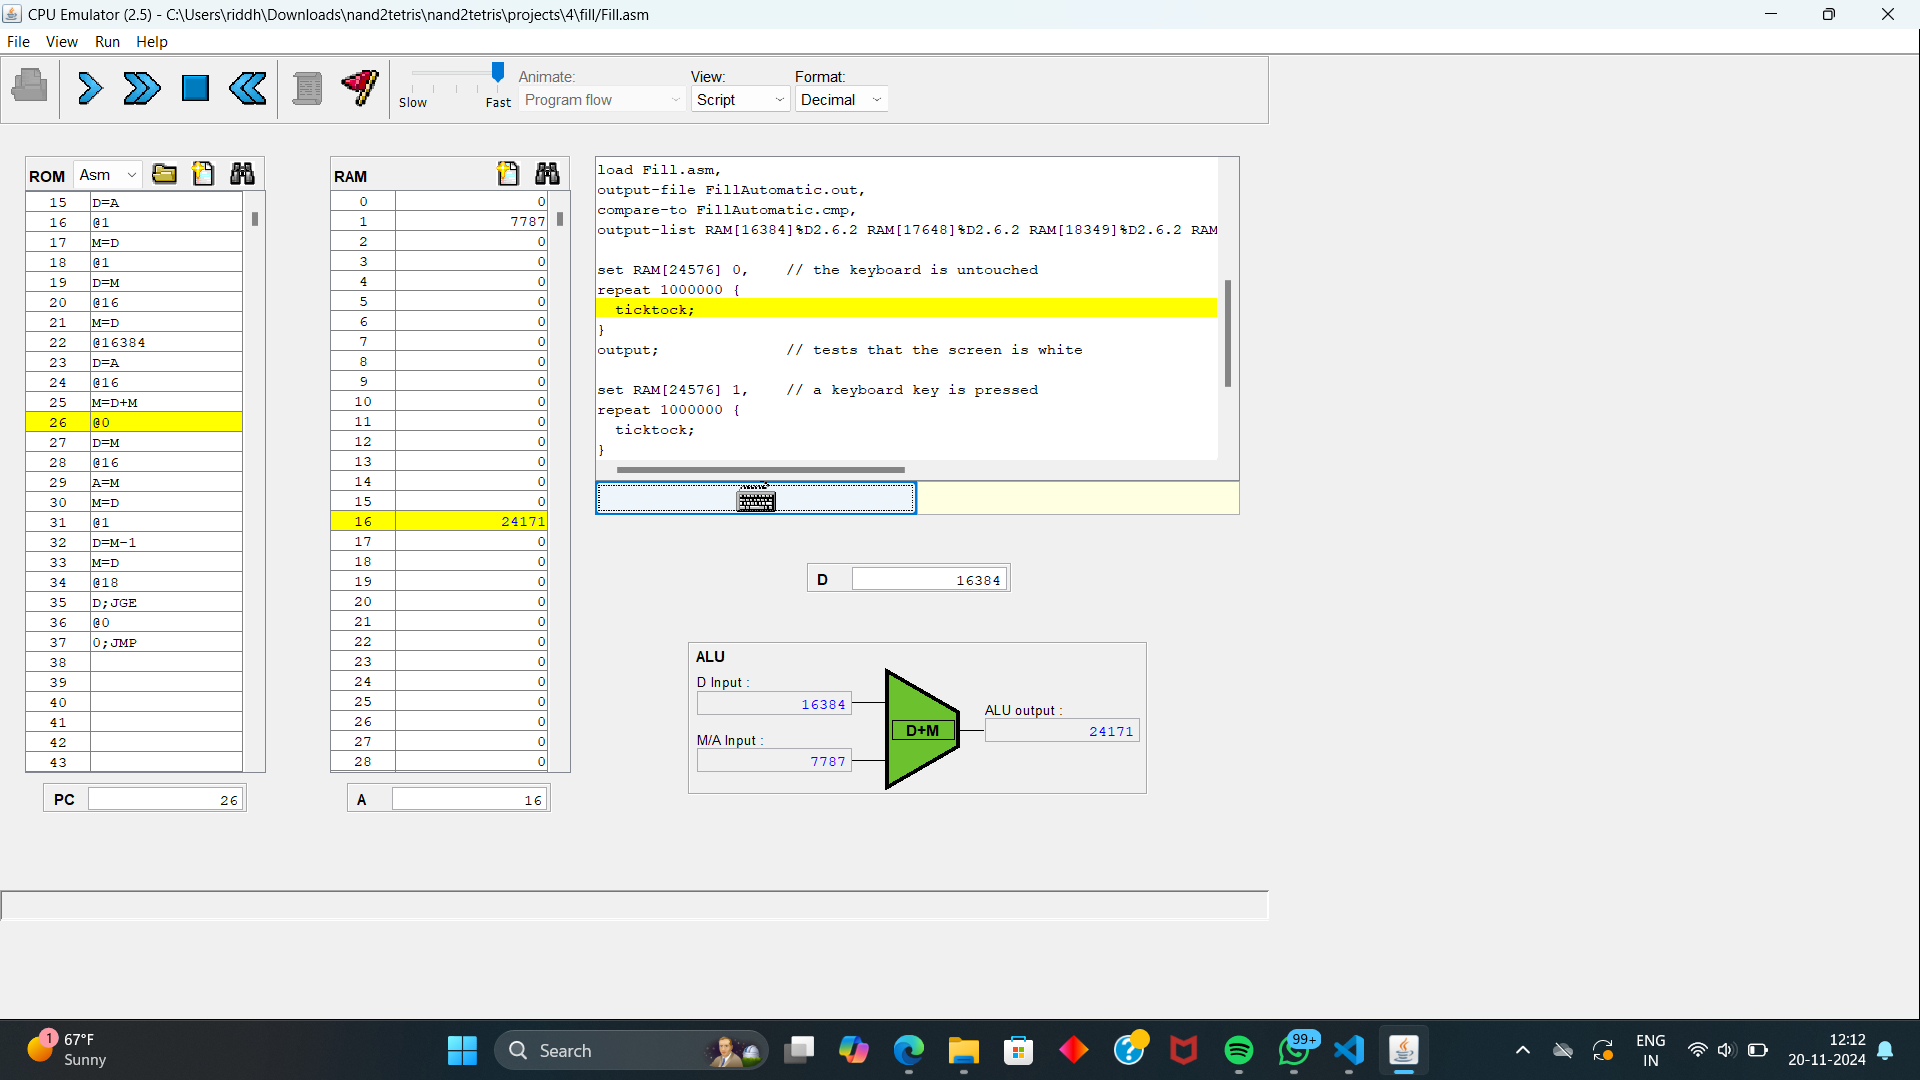 CPU Emulator (2.5) - C:\Users\riddh\Downloads\nand2tetris\nand2tetris\projects\4\fill/Fill.asm
File View Run Help
Slow Fast
Animate:
Program flow
View:
Script
Format:
Decimal
ROM Asm
15 D=A
16 @1
17 M=D
18 @1
19 D=M
20 @16
21 M=D
22 @16384
23 D=A
24 @16
25 M=D+M
26 @0
27 D=M
28 @16
29 A=M
30 M=D
31 @1
32 D=M-1
33 M=D
34 @18
35 D;JGE
36 @0
37 0;JMP
38
39
40
41
42
43
PC 26
RAM
0 0
1 7787
2 0
3 0
4 0
5 0
6 0
7 0
8 0
9 0
10 0
11 0
12 0
13 0
14 0
15 0
16 24171
17 0
18 0
19 0
20 0
21 0
22 0
23 0
24 0
25 0
26 0
27 0
28 0
A 16
load Fill.asm,
output-file FillAutomatic.out,
compare-to FillAutomatic.cmp,
output-list RAM[16384]%D2.6.2 RAM[17648]%D2.6.2 RAM[18349]%D2.6.2 RAM
set RAM[24576] 0, // the keyboard is untouched
repeat 1000000 {
ticktock;
}
output; // tests that the screen is white
set RAM[24576] 1, // a keyboard key is pressed
repeat 1000000 {
ticktock;
}
D 16384
ALU
D Input :
16384
M/A Input :
7787
D+M
ALU output :
24171
1
67°F
Sunny
Search
99+
ENG
IN
12:12
20-11-2024